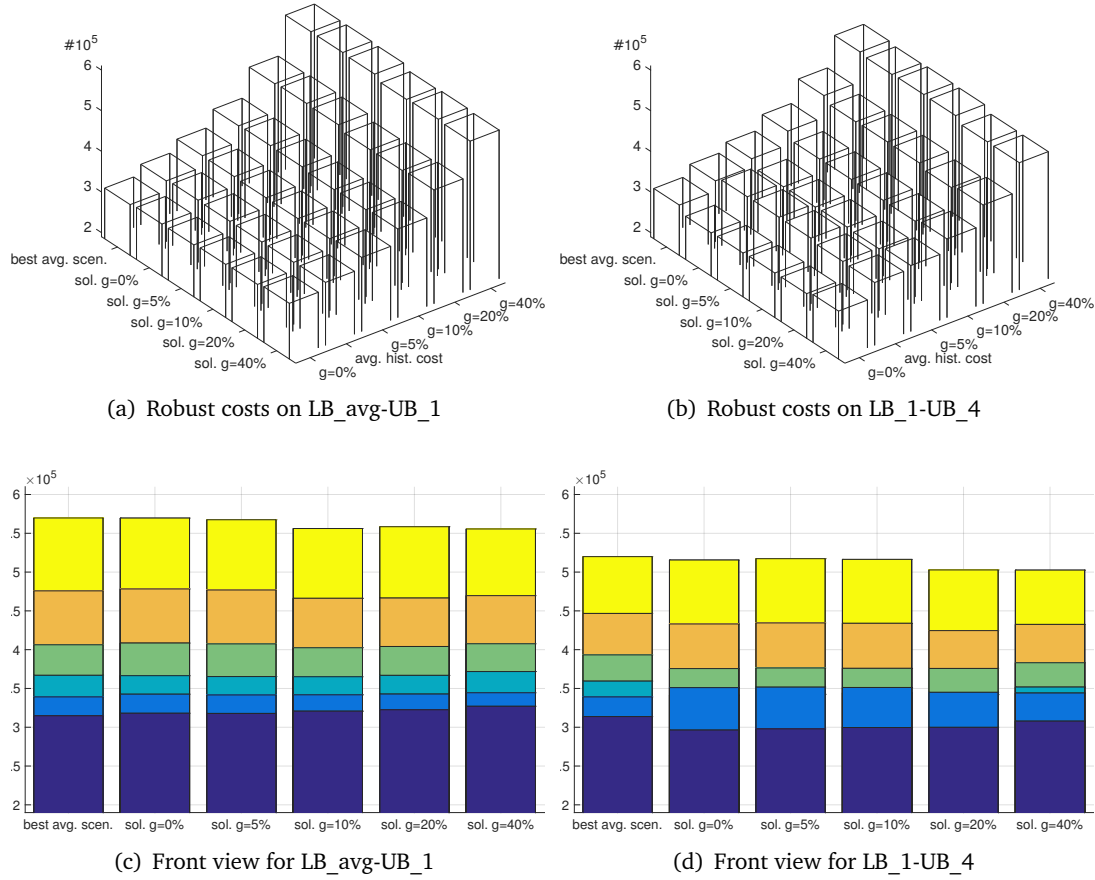 #10^5
6
5
4
3
2
best avg. scen.
sol. g=0%
sol. g=5%
sol. g=10%
sol. g=20%
sol. g=40%
g=0%
avg. hist. cost
g=5%
g=10%
g=20%
g=40%
(a) Robust costs on LB_avg-UB_1
#10^5
6
5
4
3
2
best avg. scen.
sol. g=0%
sol. g=5%
sol. g=10%
sol. g=20%
sol. g=40%
g=0%
avg. hist. cost
g=5%
g=10%
g=20%
g=40%
(b) Robust costs on LB_1-UB_4
×10^5
6
.5
5
.5
4
.5
3
.5
2
best avg. scen. sol. g=0% sol. g=5% sol. g=10% sol. g=20% sol. g=40%
(c) Front view for LB_avg-UB_1
×10^5
6
.5
5
.5
4
.5
3
.5
2
best avg. scen. sol. g=0% sol. g=5% sol. g=10% sol. g=20% sol. g=40%
(d) Front view for LB_1-UB_4